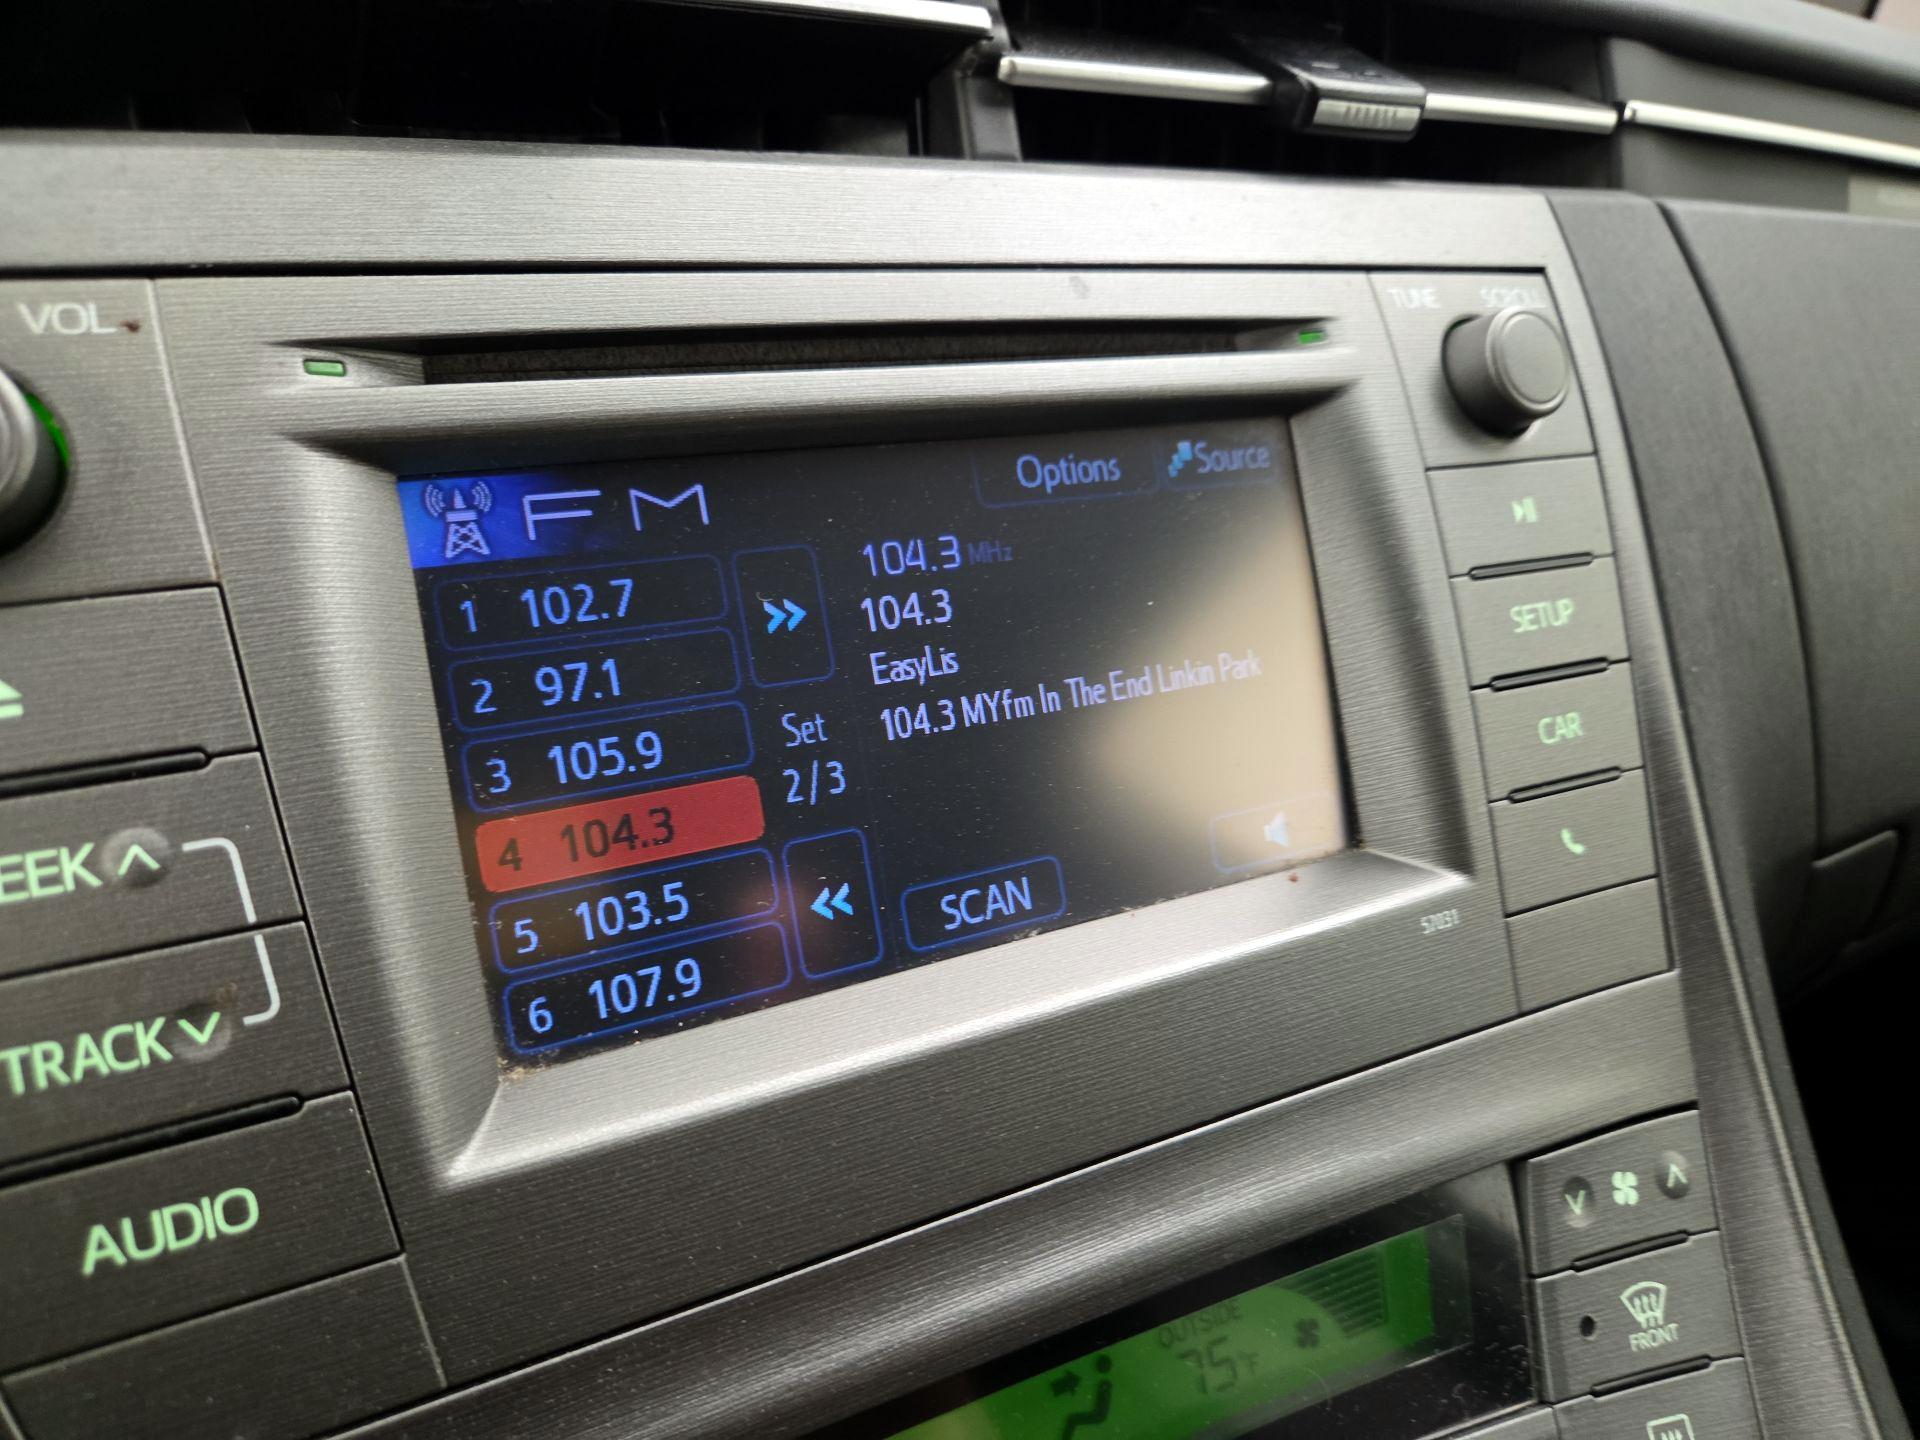 VOL
TUNE SCROLL
FM
Options
Source
104.3 MHz
104.3
EasyLis
104.3 MYfm In The End Linkin Park
1 102.7
2 97.1
3 105.9
4 104.3
5 103.5
6 107.9
Set
2/3
SCAN
SETUP
CAR
57031
EEK
TRACK
AUDIO
OUTSIDE
75°F
FRONT